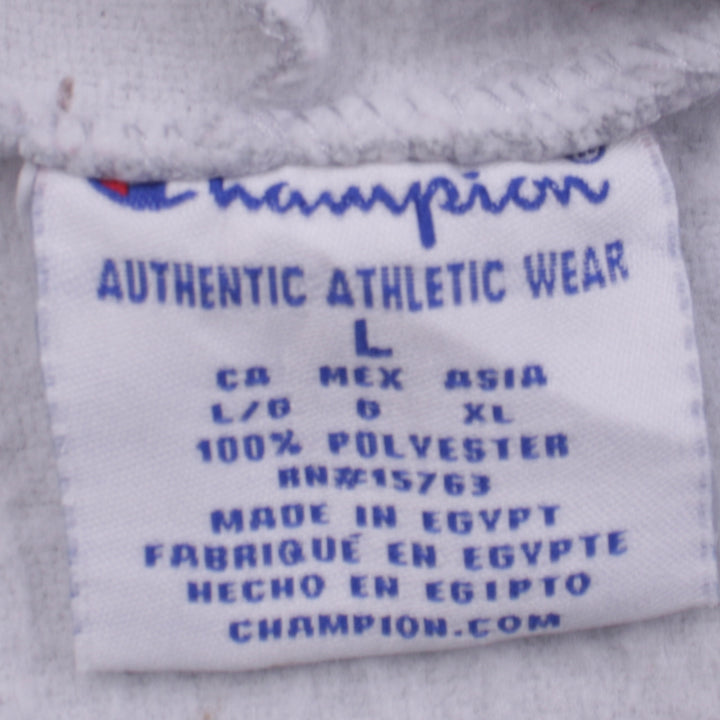 Champion®
AUTHENTIC ATHLETIC WEAR
L
CA MEX ASIA
L/G G XL
100% POLYESTER
RN#15763
MADE IN EGYPT
FABRIQUÉ EN EGYPTE
HECHO EN EGIPTO
CHAMPION.COM